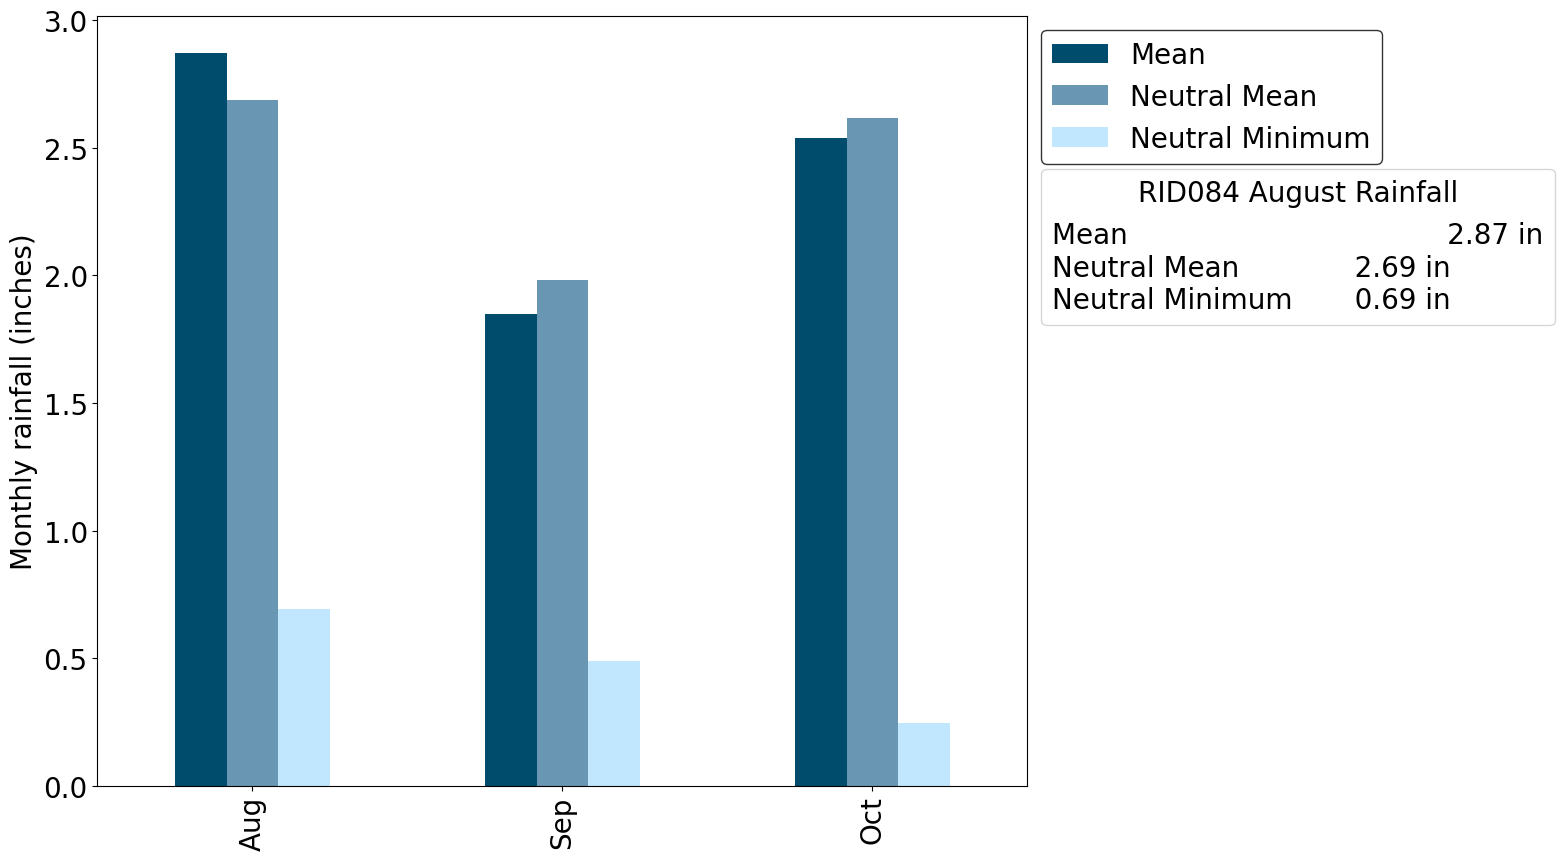 3.0
2.5
2.0
1.5
1.0
0.5
0.0
Monthly rainfall (inches)
Aug
Sep
Oct
Mean
Neutral Mean
Neutral Minimum
RID084 August Rainfall
Mean 2.87 in
Neutral Mean 2.69 in
Neutral Minimum 0.69 in